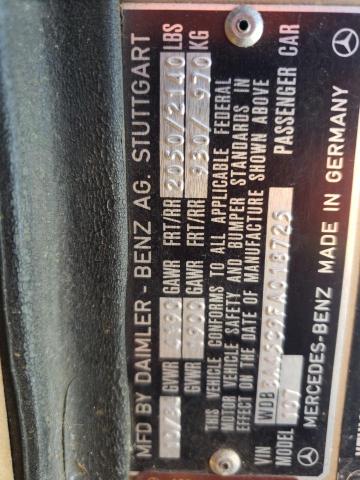 MFD BY DAIMLER - BENZ AG. STUTTGART
GVWR GAWR FRT/RR 2050/2140 LBS
GVWR GAWR FRT/RR 930/ 970 KG
THIS VEHICLE CONFORMS TO ALL APPLICABLE FEDERAL
MOTOR VEHICLE SAFETY AND BUMPER STANDARDS IN
EFFECT ON THE DATE OF MANUFACTURE SHOWN ABOVE
VIN WDB
MODEL 107 PASSENGER CAR
MERCEDES-BENZ MADE IN GERMANY